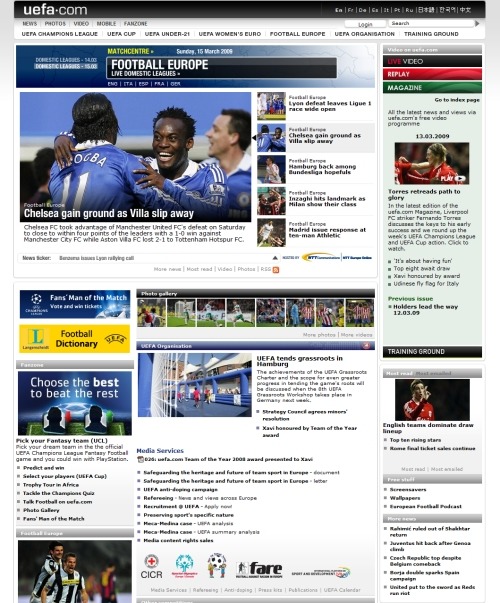 uefa.com
En | Fr | De | Es | It | Pt | Ru | 日本語 | 한국어 | 中文
NEWS | PHOTOS | VIDEO | MOBILE | FANZONE
Login
Search
UEFA CHAMPIONS LEAGUE
UEFA CUP
UEFA UNDER-21
UEFA WOMEN'S EURO
FOOTBALL EUROPE
UEFA ORGANISATION
TRAINING GROUND
MATCHCENTRE »
Sunday, 15 March 2009
DOMESTIC LEAGUES - 14.03
DOMESTIC LEAGUES - 15.03
FOOTBALL EUROPE
LIVE DOMESTIC LEAGUES »
ENG | ITA | ESP | FRA | GER
OGBA
Football Europe
Chelsea gain ground as Villa slip away
Chelsea FC took advantage of Manchester United FC's defeat on Saturday
to close to within four points of the leaders with a 1-0 win against
Manchester City FC while Aston Villa FC lost 2-1 to Tottenham Hotspur FC.
Football Europe
Lyon defeat leaves Ligue 1
race wide open
Football Europe
Chelsea gain ground as
Villa slip away
Football Europe
Hamburg back among
Bundesliga hopefuls
Football Europe
Inzaghi hits landmark as
Milan show their class
Football Europe
Madrid issue response at
ten-man Athletic
News ticker: Benzema issues Lyon rallying call
HOSTED BY NTT Communications NTT Europe Online
More news | Most read | Video | Photos | RSS
Fans' Man of the Match
Vote and win tickets
Langenscheidt
Football
Dictionary
UEFA
Fanzone
Choose the best
to beat the rest
Pick your Fantasy team (UCL)
Pick your dream team in the the official
UEFA Champions League Fantasy Football
game and you could win with PlayStation.
Predict and win
Select your players (UEFA Cup)
Trophy Tour in Africa
Tackle the Champions Quiz
Talk Football on uefa.com
Photo Gallery
Fans' Man of the Match
Football Europe
Photo gallery
More photos | More videos
UEFA Organisation
UEFA tends grassroots in
Hamburg
The achievements of the UEFA Grassroots
Charter and the scope for even greater
progress in tending the game's roots will
be discussed when the 8th UEFA
Grassroots Workshop takes place in
Germany next week.
Strategy Council agrees minors'
resolution
Xavi honoured by Team of the
Year award
Media Services
026: uefa.com Team of the Year 2008 award presented to Xavi
Safeguarding the heritage and future of team sport in Europe - document
Safeguarding the heritage and future of team sport in Europe - letter
UEFA anti-doping campaign
Refereeing - News and views across Europe
Recruitment @ UEFA - Apply now!
Preserving sport's specific nature
Meca-Medina case - UEFA analysis
Meca-Medina case - UEFA summary analysis
Media content rights sales
CICR
Special Olympics
fare
FOOTBALL AGAINST RACISM IN EUROPE
Media Services | Refereeing | Anti-doping | Press kits | Publications | UEFA Calendar
Video on uefa.com
LIVE VIDEO
REPLAY
MAGAZINE
Go to index page
All the latest news and views via
uefa.com's free video
programme
13.03.2009
PLAY
Torres retreads path to
glory
In the latest edition of the
uefa.com Magazine, Liverpool
FC striker Fernando Torres
discusses the keys to his
early success and we round up
the week's UEFA Champions League
and UEFA Cup action. Click to
watch.
'It's about having fun'
Top eight await draw
Xavi honoured by award
Udinese fly flag for Italy
Previous issue
Holders lead the way
12.03.09
TRAINING GROUND
Most read Most emailed
English teams dominate draw
lineup
Top ten rising stars
Rome final ticket sales continue
Most read | Most emailed
Free stuff
Screensavers
Wallpapers
European Football Podcast
More news
Rahimić ruled out of Shakhtar
return
Juventus hit back after Genoa
climb
Czech Republic stop despite
Belgium comeback
Borja double sparks Spain
campaign
United put to the sword as Reds
run riot